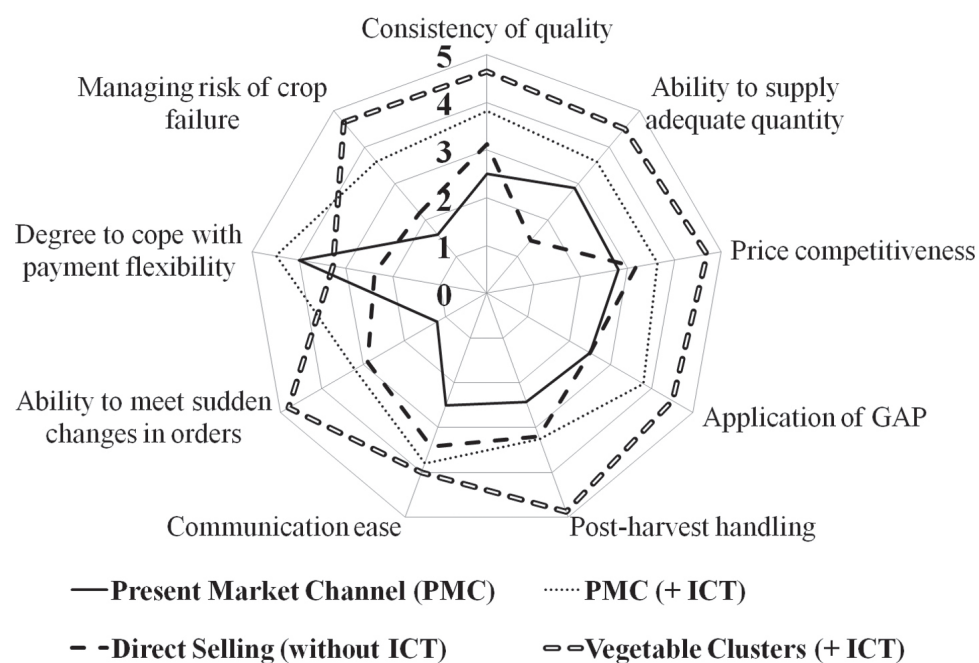 Consistency of quality
5
Managing risk of crop
failure
Ability to supply
adequate quantity
4
3
2
1
0
Degree to cope with
payment flexibility
Price competitiveness
Ability to meet sudden
changes in orders
Application of GAP
Communication ease
Post-harvest handling
Present Market Channel (PMC)
PMC (+ ICT)
Direct Selling (without ICT)
Vegetable Clusters (+ ICT)